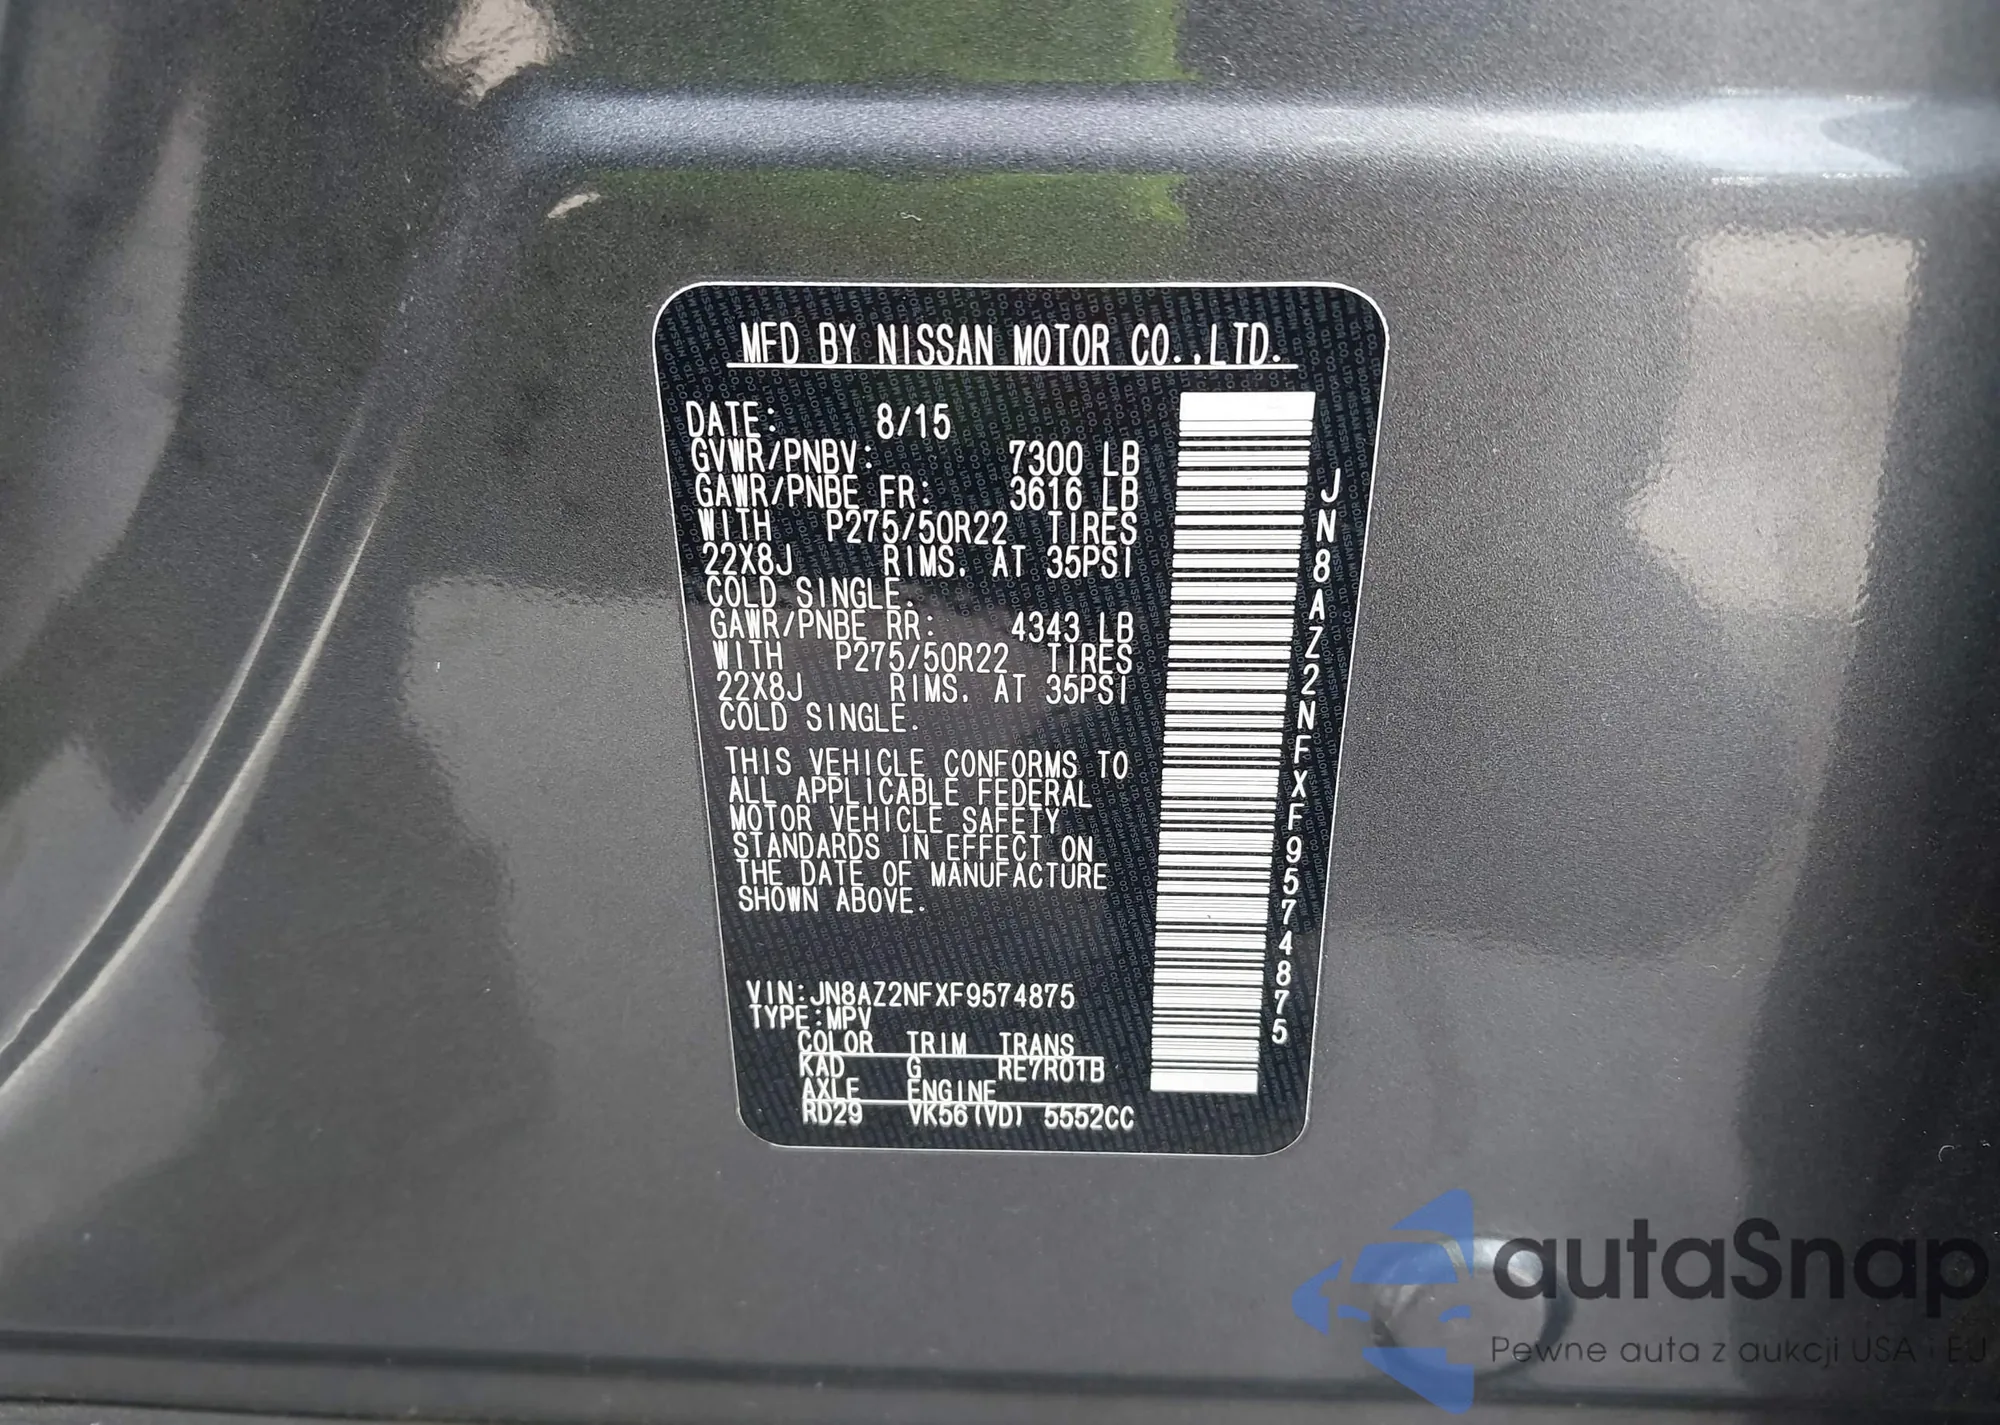 MFD BY NISSAN MOTOR CO.,LTD.
DATE: 8/15
GVWR/PNBV: 7300 LB
GAWR/PNBE FR: 3616 LB
WITH P275/50R22 TIRES
22X8J RIMS, AT 35PSI
COLD SINGLE.
GAWR/PNBE RR: 4343 LB
WITH P275/50R22 TIRES
22X8J RIMS, AT 35PSI
COLD SINGLE.
THIS VEHICLE CONFORMS TO
ALL APPLICABLE FEDERAL
MOTOR VEHICLE SAFETY
STANDARDS IN EFFECT ON
THE DATE OF MANUFACTURE
SHOWN ABOVE.
VIN:JN8AZ2NFXF9574875
TYPE:MPV
COLOR TRIM TRANS
KAD G RE7R01B
AXLE ENGINE
RD29 VK56(VD) 5552CC
JN8AZ2NFXF9574875
autaSnap
Pewne auta z aukcji USA i EU